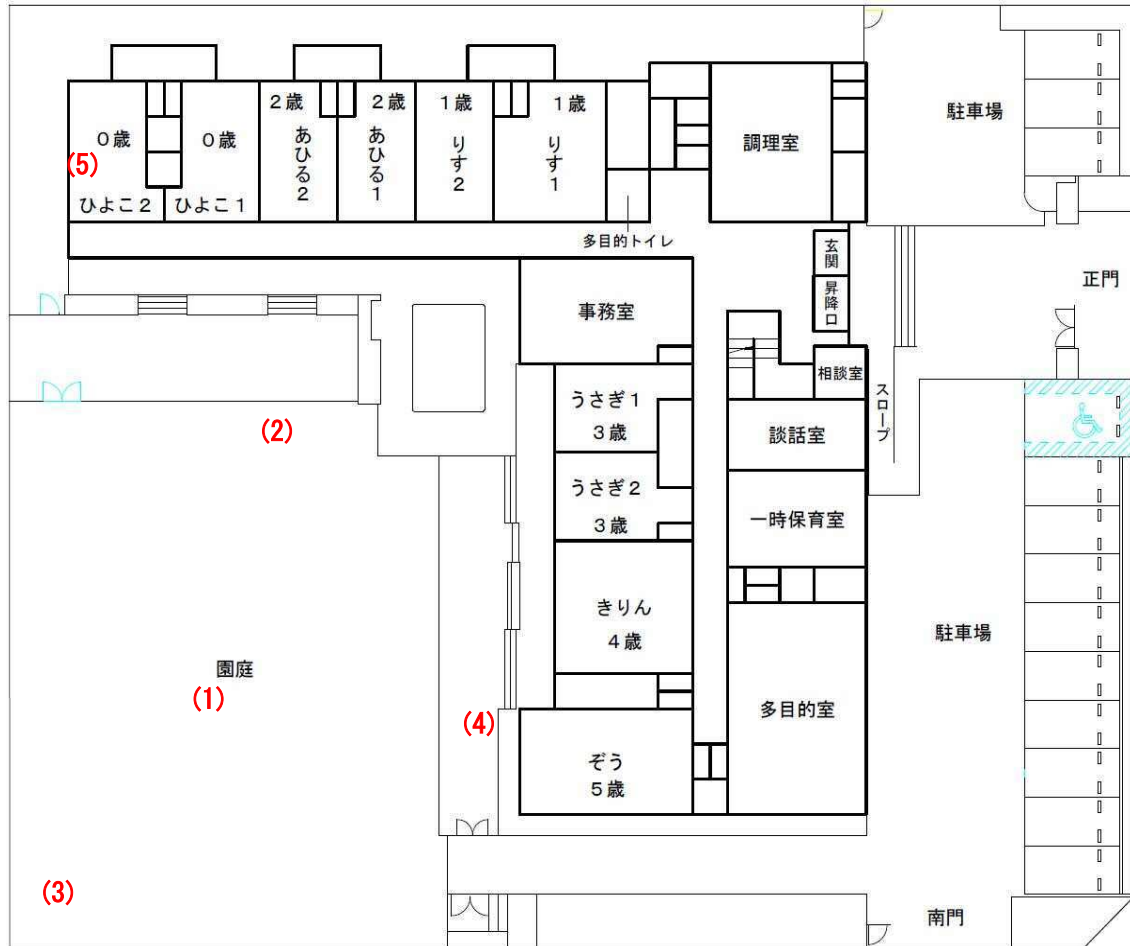 駐車場
2歳
2歳
1歳
1歳
0歳
0歳
あひる2
あひる1
りす2
りす1
調理室
(5)
ひよこ2
ひよこ1
多目的トイレ
玄関
昇降口
正門
事務室
相談室
スロープ
うさぎ1
3歳
(2)
談話室
うさぎ2
3歳
一時保育室
きりん
4歳
駐車場
園庭
(1)
(4)
多目的室
ぞう
5歳
(3)
南門